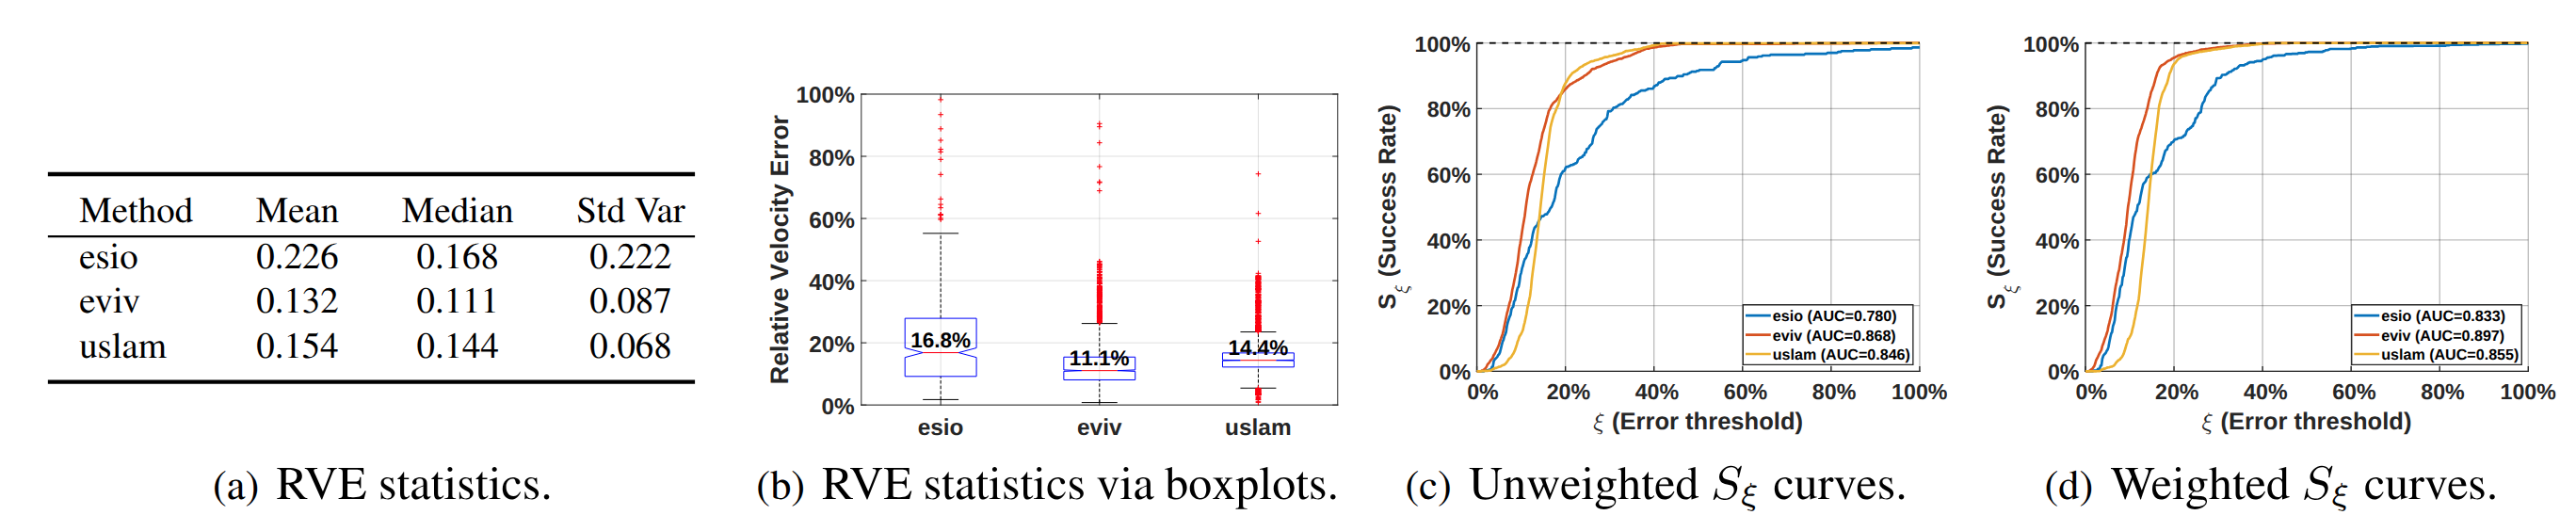 Method Mean Median Std Var
esio 0.226 0.168 0.222
eviv 0.132 0.111 0.087
uslam 0.154 0.144 0.068
(a) RVE statistics.
Relative Velocity Error
100%
80%
60%
40%
20%
0%
16.8%
11.1%
14.4%
esio eviv uslam
(b) RVE statistics via boxplots.
S_ξ (Success Rate)
100%
80%
60%
40%
20%
0%
esio (AUC=0.780)
eviv (AUC=0.868)
uslam (AUC=0.846)
0% 20% 40% 60% 80% 100%
ξ (Error threshold)
(c) Unweighted S_ξ curves.
S_ξ (Success Rate)
100%
80%
60%
40%
20%
0%
esio (AUC=0.833)
eviv (AUC=0.897)
uslam (AUC=0.855)
0% 20% 40% 60% 80% 100%
ξ (Error threshold)
(d) Weighted S_ξ curves.